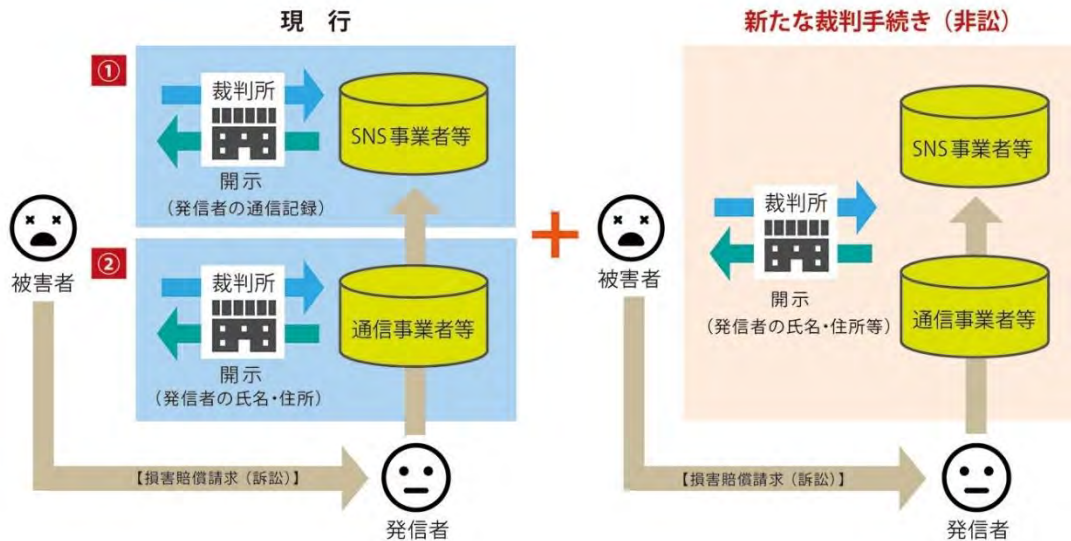 現 行
①
裁判所
SNS事業者等
開示
(発信者の通信記録)
②
裁判所
通信事業者等
開示
(発信者の氏名・住所)
被害者
【損害賠償請求(訴訟)】
発信者
+
新たな裁判手続き(非訟)
SNS事業者等
裁判所
開示
(発信者の氏名・住所等)
通信事業者等
被害者
【損害賠償請求(訴訟)】
発信者